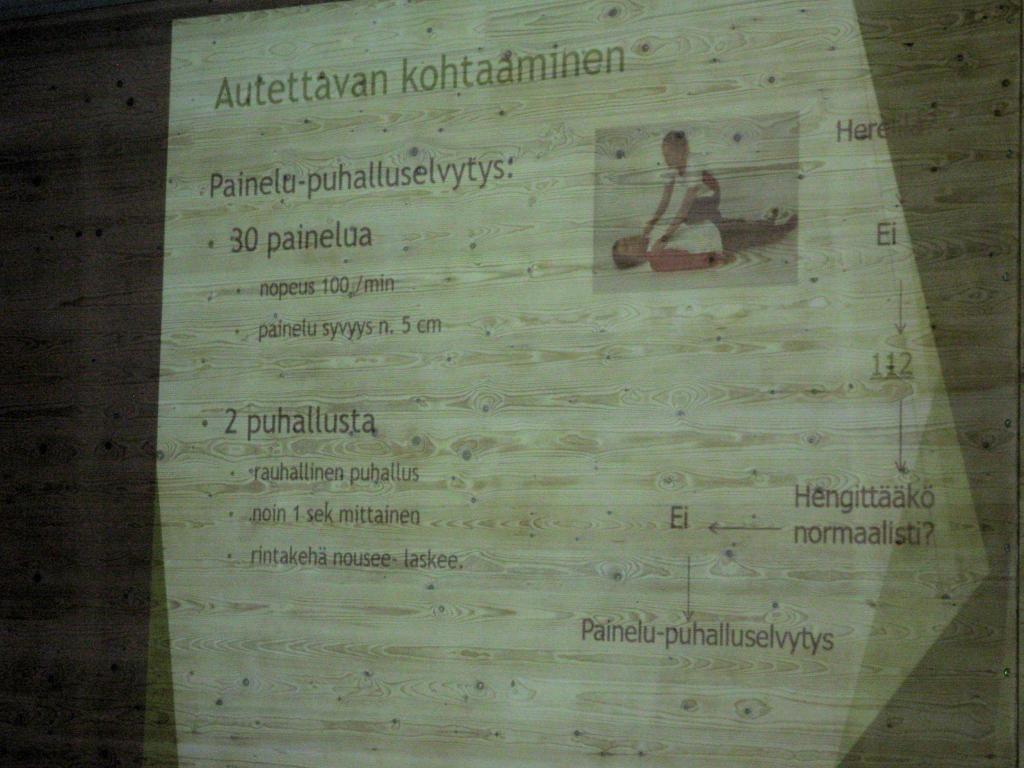 Autettavan kohtaaminen
Painelu-puhalluselvytys:
• 30 painelua
• nopeus 100 /min
• painelu syvyys n. 5 cm
• 2 puhallusta
• rauhallinen puhallus
• noin 1 sek mittainen
• rintakehä nousee- laskee.
Ei
112
Hengittääkö
normaalisti?
Ei
Painelu-puhalluselvytys